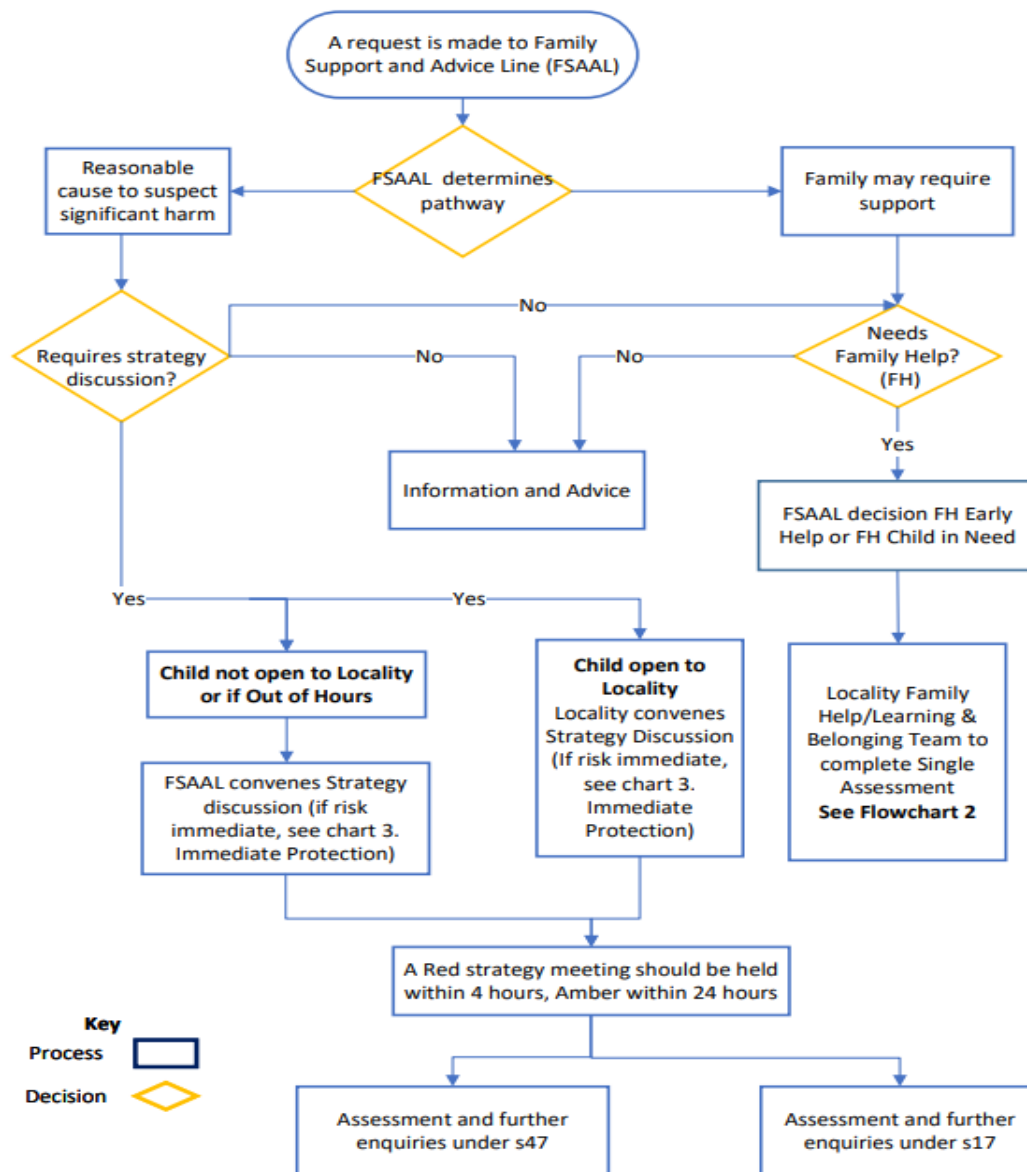 A request is made to Family
Support and Advice Line (FSAAL)
Reasonable
cause to suspect
significant harm
FSAAL determines
pathway
Family may require
support
No
Requires strategy
discussion?
No
No
Needs
Family Help?
(FH)
Yes
Information and Advice
FSAAL decision FH Early
Help or FH Child in Need
Yes
Yes
Child not open to Locality
or if Out of Hours
Child open to
Locality
Locality convenes
Strategy Discussion
(If risk immediate,
see chart 3.
Immediate
Protection)
Locality Family
Help/Learning &
Belonging Team to
complete Single
Assessment
See Flowchart 2
FSAAL convenes Strategy
discussion (if risk
immediate, see chart 3.
Immediate Protection)
A Red strategy meeting should be held
within 4 hours, Amber within 24 hours
Key
Process
Decision
Assessment and further
enquiries under s47
Assessment and further
enquiries under s17